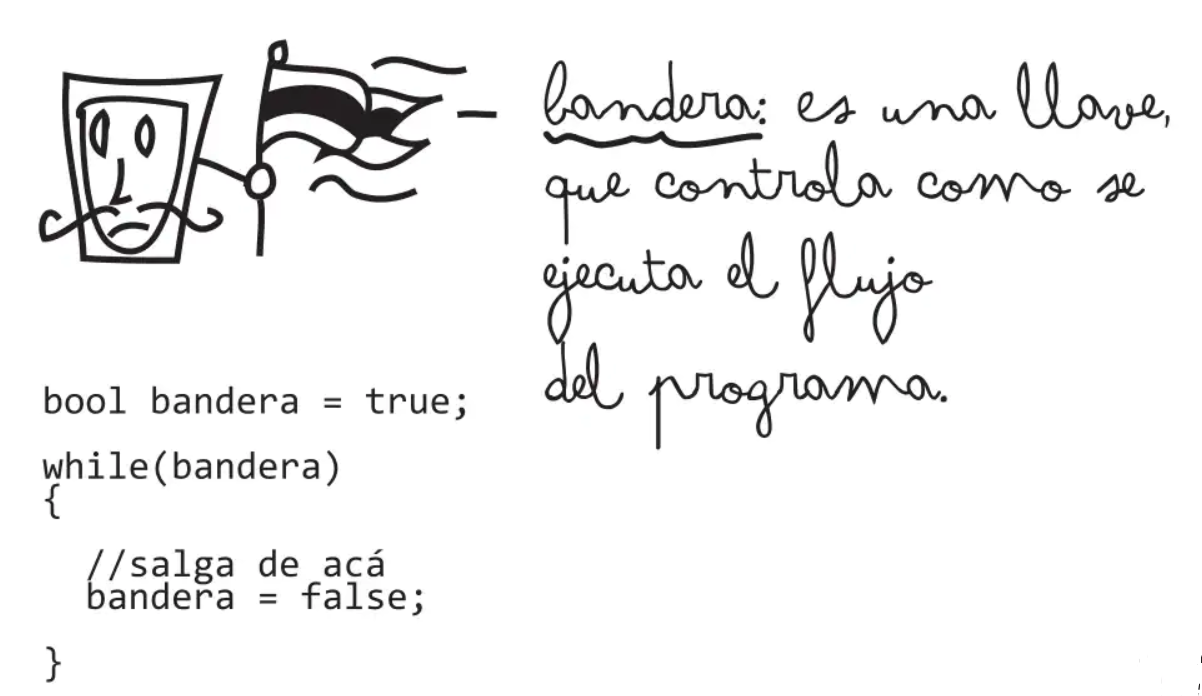 bandera: es una llave,
que controla como se
ejecuta el flujo
del programa.
bool bandera = true;
while(bandera)
{
//salga de acá
bandera = false;
}